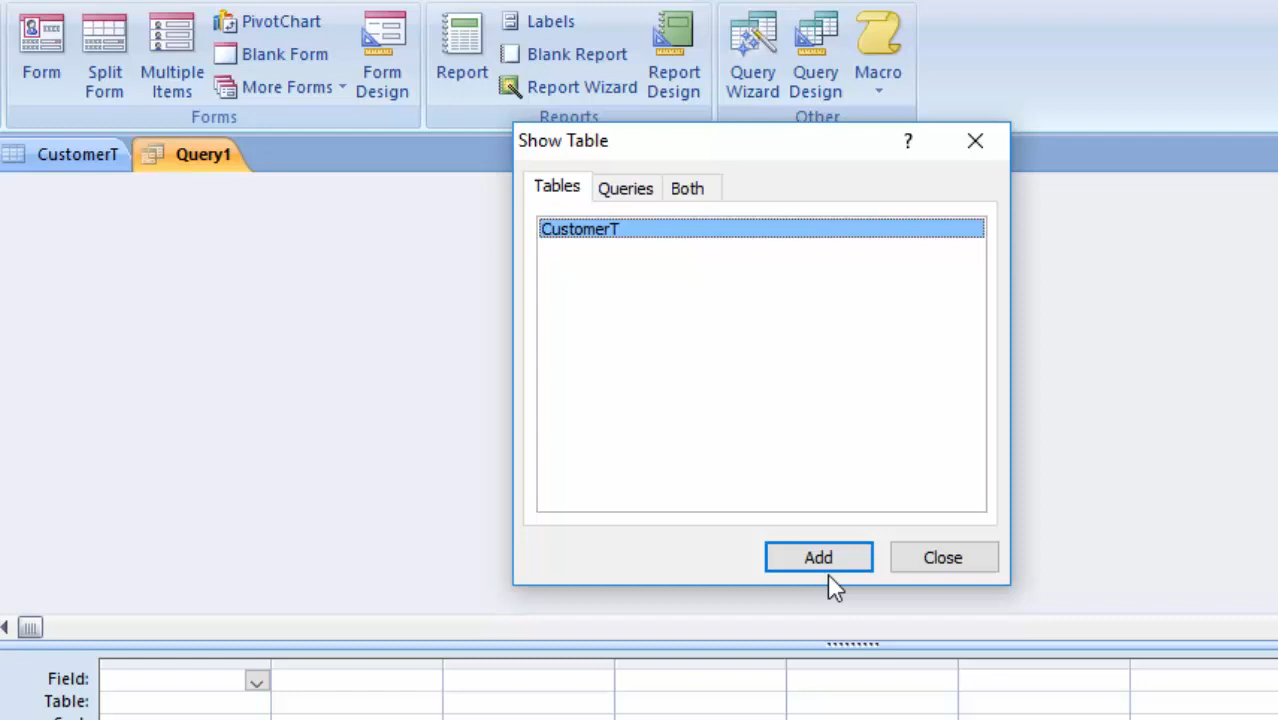 Form
Split
Form
Multiple
Items
PivotChart
Blank Form
More Forms
Form
Design
Forms
Report
Labels
Blank Report
Report Wizard
Report
Design
Reports
Query
Wizard
Query
Design
Macro
Other
CustomerT
Query1
Show Table
?
Tables
Queries
Both
CustomerT
Add
Close
Field:
Table: